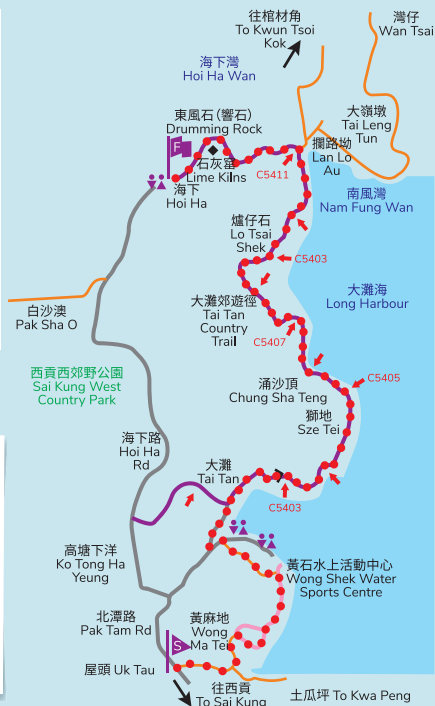 往棺材角
To Kwun Tsoi
Kok
灣仔
Wan Tsai
海下灣
Hoi Ha Wan
東風石(響石)
Drumming Rock
大嶺墩
Tai Leng
Tun
F
石灰窰
Lime Kilns
攔路坳
Lan Lo
Au
C5411
海下
Hoi Ha
南風灣
Nam Fung Wan
爐仔石
Lo Tsai
Shek
C5403
大灘海
Long Harbour
白沙澳
Pak Sha O
大灘郊遊徑
Tai Tan
Country
Trail
C5407
西貢西郊野公園
Sai Kung West
Country Park
涌沙頂
Chung Sha Teng
C5405
獅地
Sze Tei
海下路
Hoi Ha
Rd
大灘
Tai Tan
C5403
高塘下洋
Ko Tong Ha
Yeung
黃石水上活動中心
Wong Shek Water
Sports Centre
北潭路
Pak Tam Rd
黃麻地
Wong
Ma Tei
S
屋頭 Uk Tau
往西貢
To Sai Kung
土瓜坪 To Kwa Peng